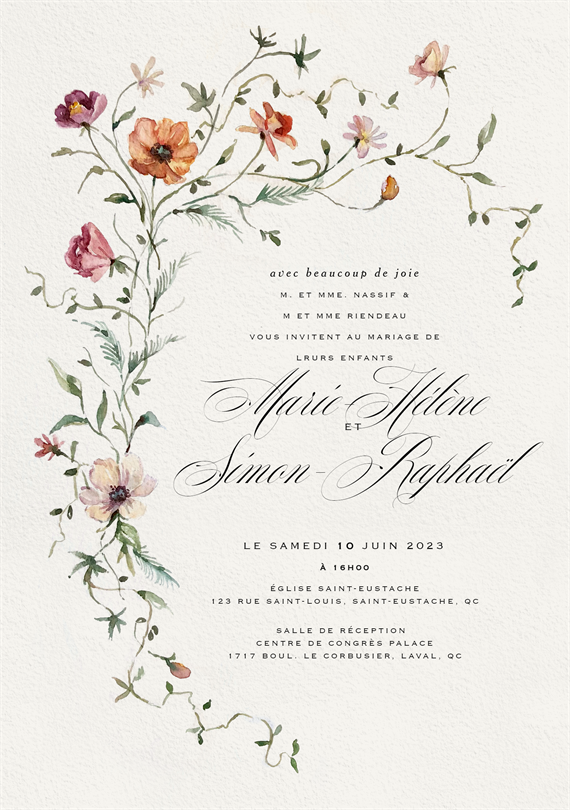 avec beaucoup de joie
M. ET MME. NASSIF &
M ET MME RIENDEAU
VOUS INVITENT AU MARIAGE DE
LRURS ENFANTS
Marie-Hélène
ET
Simon-Raphaël
LE SAMEDI 10 JUIN 2023
À 16H00
ÉGLISE SAINT-EUSTACHE
123 RUE SAINT-LOUIS, SAINT-EUSTACHE, QC
SALLE DE RÉCEPTION
CENTRE DE CONGRÈS PALACE
1717 BOUL. LE CORBUSIER, LAVAL, QC